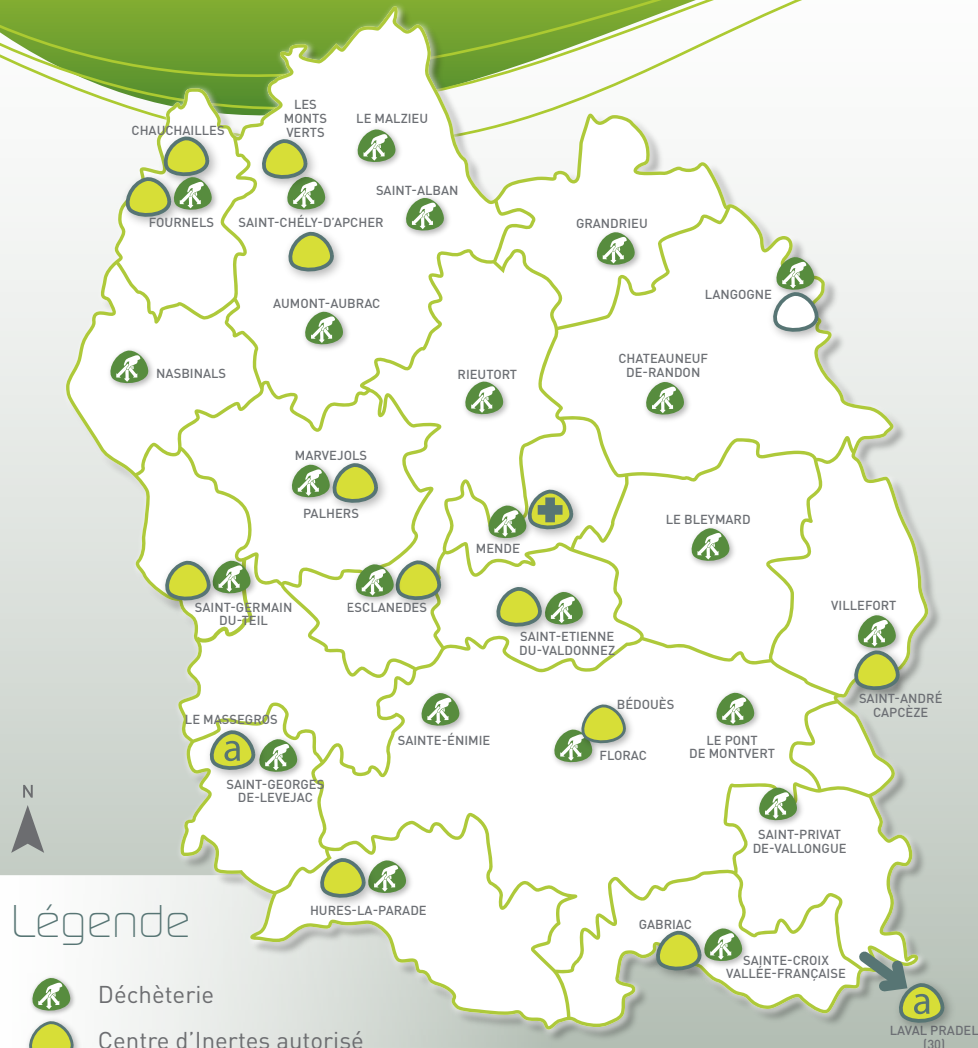 LES
MONTS
VERTS
CHAUCHAILLES
LE MALZIEU
SAINT-ALBAN
FOURNELS
SAINT-CHÉLY-D'APCHER
GRANDRIEU
LANGOGNE
AUMONT-AUBRAC
NASBINALS
RIEUTORT
CHATEAUNEUF
DE-RANDON
MARVEJOLS
PALHERS
MENDE
LE BLEYMARD
SAINT-GERMAIN
DU-TEIL
ESCLANEDES
SAINT-ETIENNE
DU-VALDONNEZ
VILLEFORT
SAINT-ANDRÉ
CAPCÈZE
LE MASSEGROS
a
SAINT-GEORGES
DE-LEVEJAC
SAINTE-ÉNIMIE
BÉDOUÈS
FLORAC
LE PONT
DE MONTVERT
N
SAINT-PRIVAT
DE-VALLONGUE
HURES-LA-PARADE
GABRIAC
SAINTE-CROIX
VALLÉE-FRANÇAISE
a
LAVAL PRADEL
(30)
Légende
Déchèterie
Centre d'Inertes autorisé